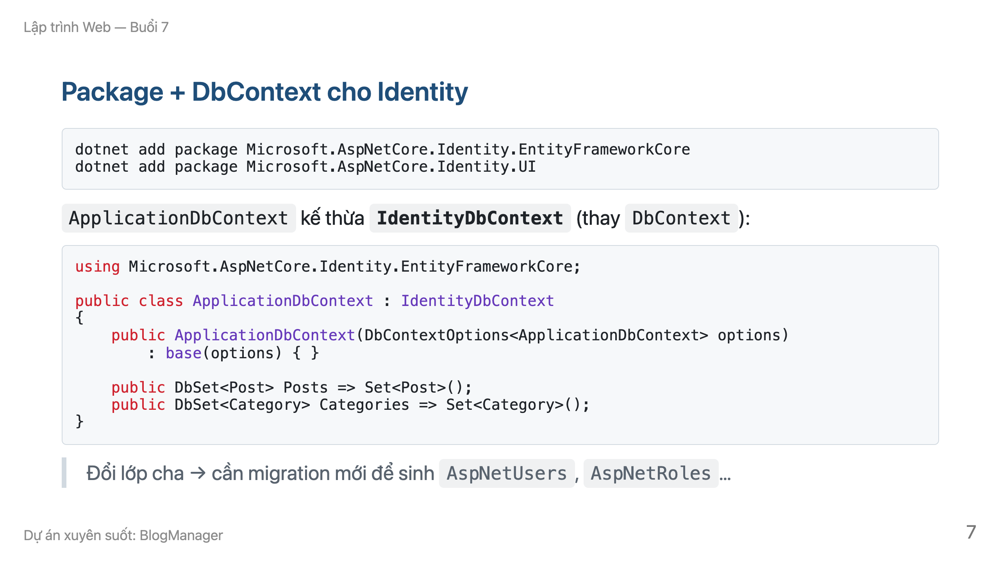 Lập trình Web — Buổi 7
Package + DbContext cho Identity
dotnet add package Microsoft.AspNetCore.Identity.EntityFrameworkCore
dotnet add package Microsoft.AspNetCore.Identity.UI
ApplicationDbContext kế thừa IdentityDbContext (thay DbContext):
using Microsoft.AspNetCore.Identity.EntityFrameworkCore;
public class ApplicationDbContext : IdentityDbContext
{
    public ApplicationDbContext(DbContextOptions<ApplicationDbContext> options)
        : base(options) { }
    public DbSet<Post> Posts => Set<Post>();
    public DbSet<Category> Categories => Set<Category>();
}
Đổi lớp cha → cần migration mới để sinh AspNetUsers, AspNetRoles…
Dự án xuyên suốt: BlogManager
7